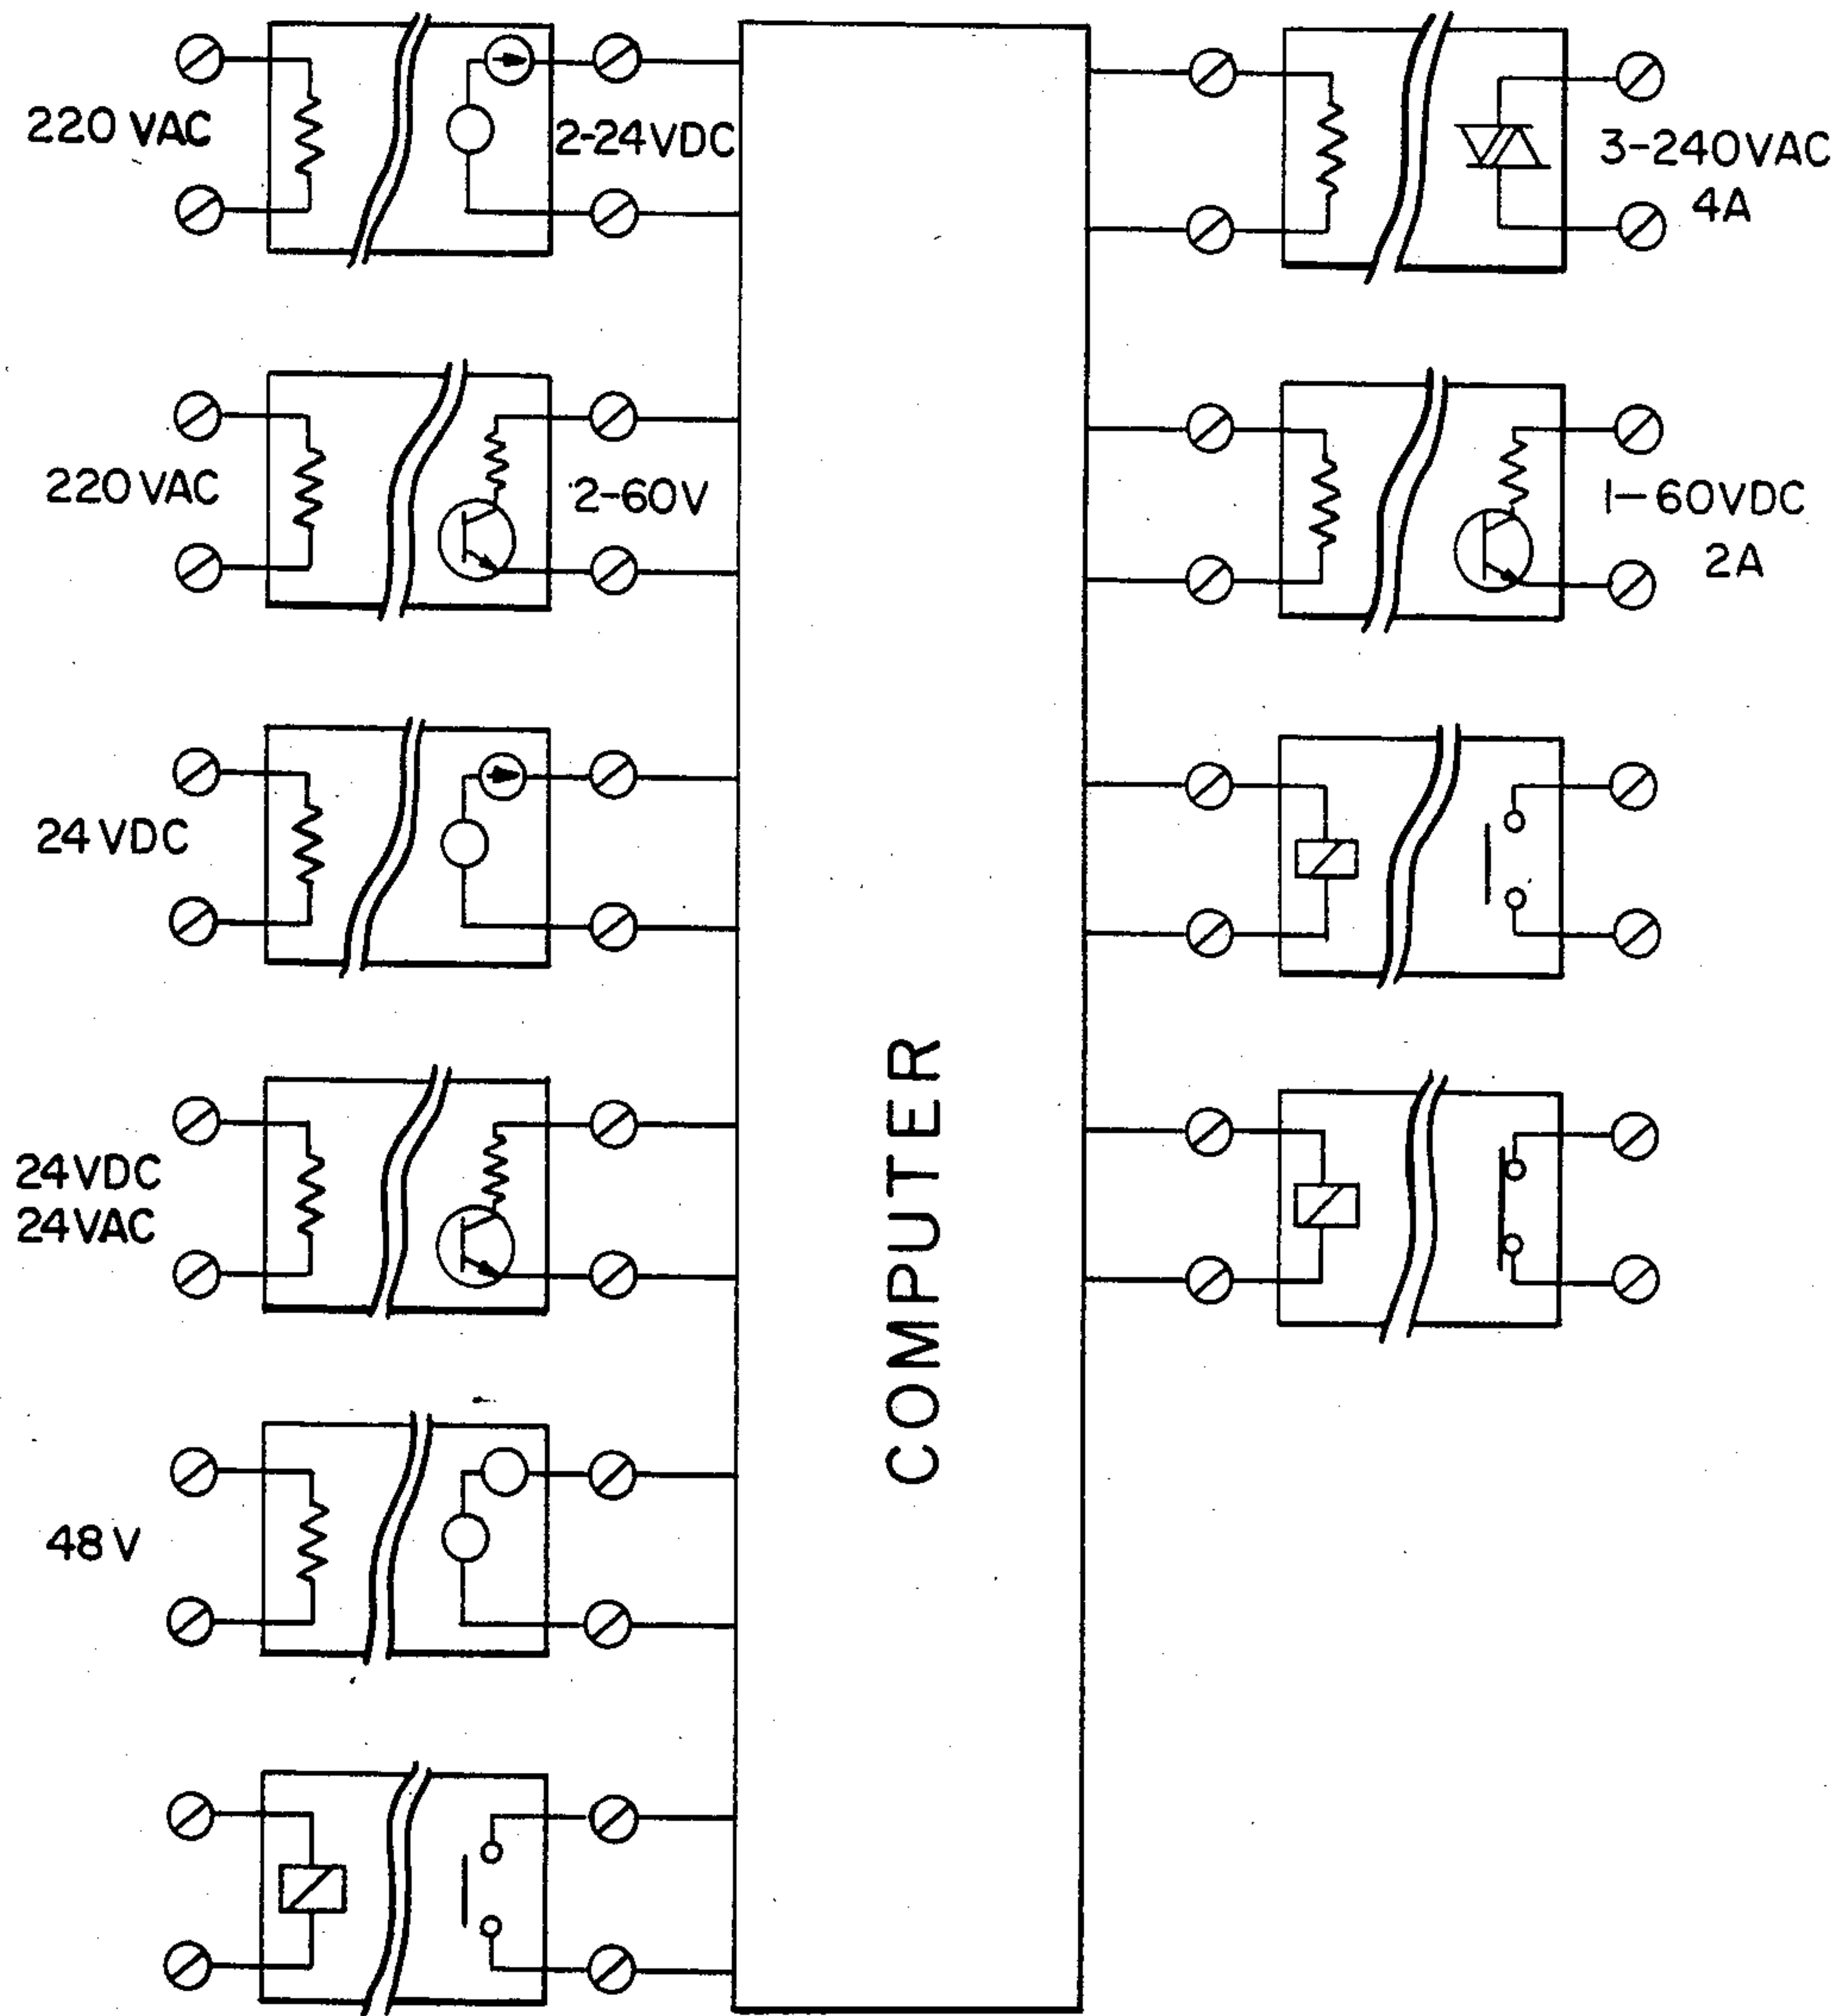 220 VAC
2-24VDC
3-240VAC
4A
220 VAC
2-60V
1-60VDC
2A
24 VDC
24VDC
24VAC
COMPUTER
48 V